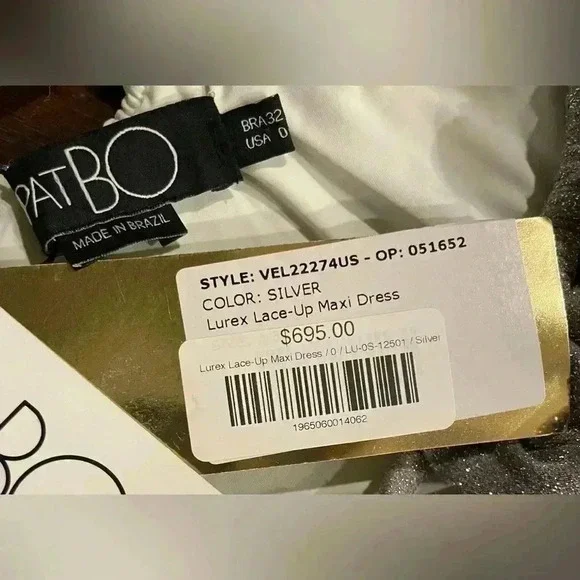 PATBO
MADE IN BRAZIL
BRA32
USA 0
STYLE: VEL22274US - OP: 051652
COLOR: SILVER
Lurex Lace-Up Maxi Dress
$695.00
Lurex Lace-Up Maxi Dress / 0 / LU-0S-12501 / Silver
1965060014062
BO